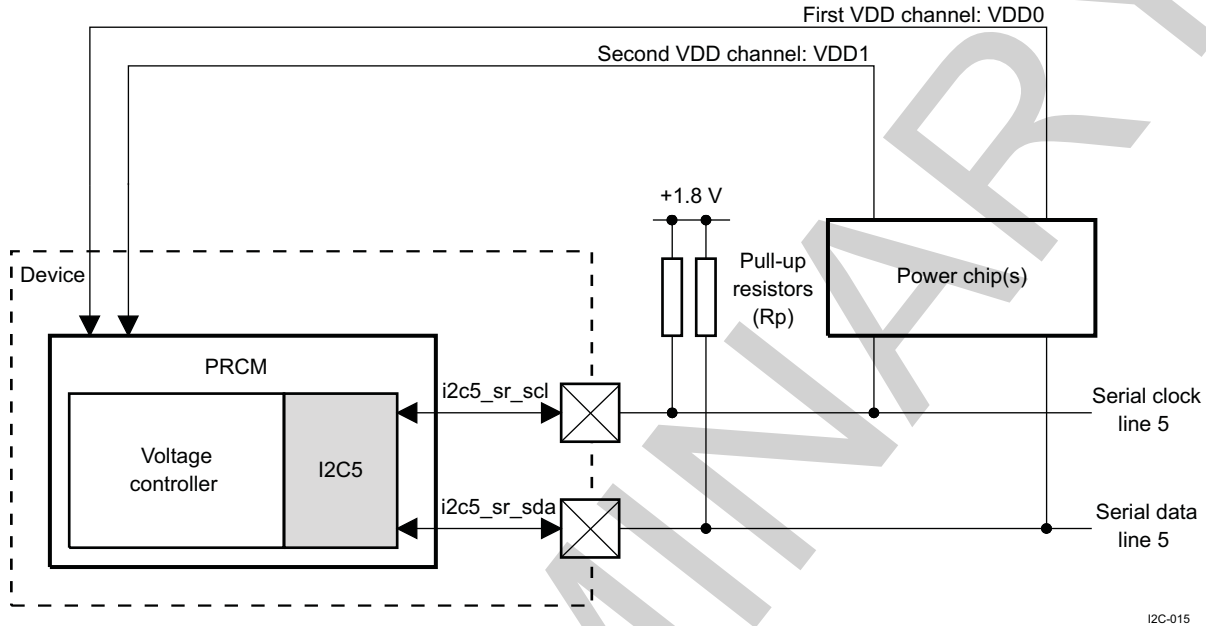 First VDD channel: VDD0
Second VDD channel: VDD1
+1.8 V
Device
Pull-up
resistors
(Rp)
Power chip(s)
PRCM
i2c5_sr_scl
Serial clock
line 5
Voltage
controller
I2C5
i2c5_sr_sda
Serial data
line 5
I2C-015
MINARY